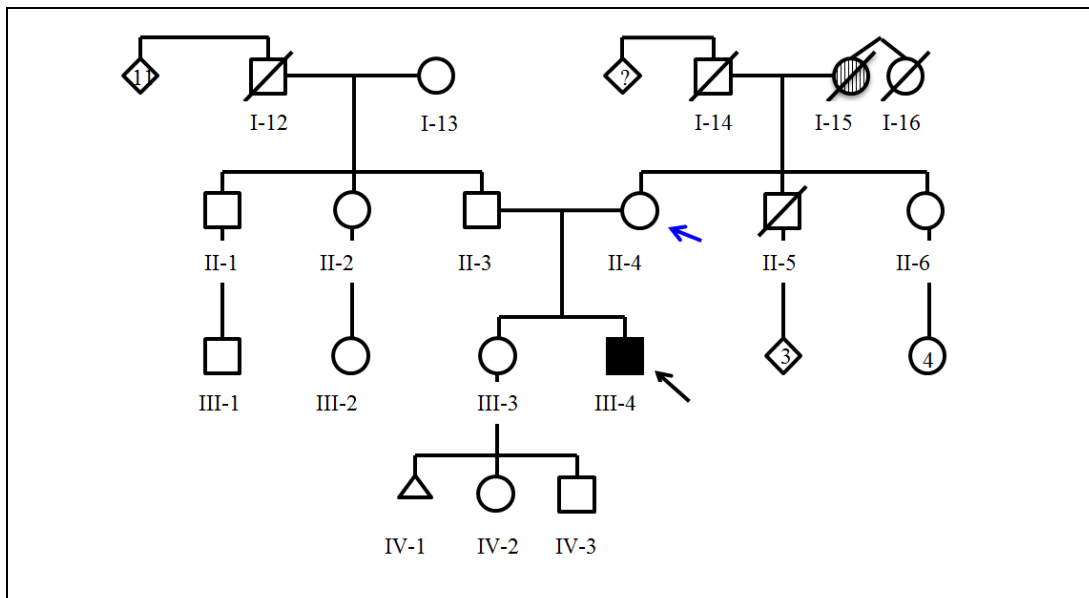 11 ?
I-12 I-13 I-14 I-15 I-16
II-1 II-2 II-3 II-4 II-5 II-6
3 4
III-1 III-2 III-3 III-4
IV-1 IV-2 IV-3